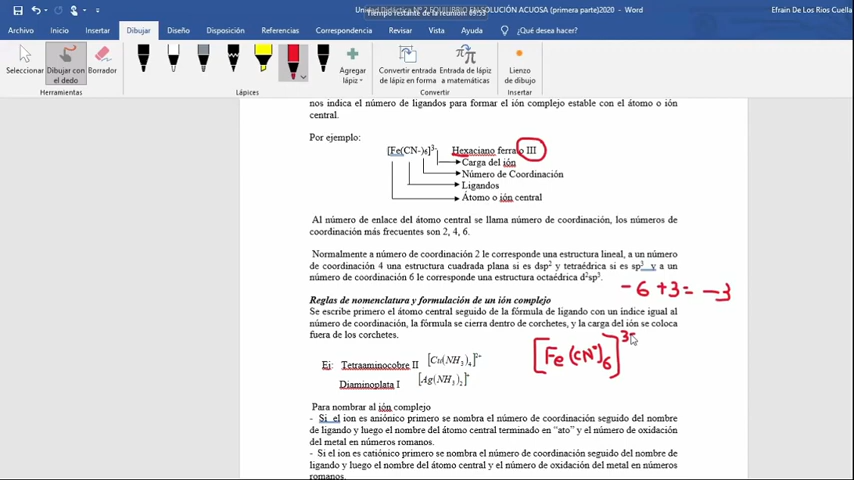 Unidad Didáctica Nº 2 EQUILIBRIO EN SOLUCIÓN ACUOSA (primera parte)2020 - Word
Efrain De Los Rios Cuella
Tiempo restante de la reunión: 09:53
Archivo Inicio Insertar Dibujar Diseño Disposición Referencias Correspondencia Revisar Vista Ayuda ¿Qué desea hacer?
Seleccionar
Dibujar con el dedo
Borrador
Agregar lápiz
Convertir entrada de lápiz en forma
Entrada de lápiz a matemáticas
Lienzo de dibujo
Herramientas Lápices Convertir Insertar
nos indica el número de ligandos para formar el ión complejo estable con el átomo o ión
central.
Por ejemplo:
[Fe(CN-)6]3- Hexaciano ferrato III
Carga del ión
Número de Coordinación
Ligandos
Átomo o ión central
Al número de enlace del átomo central se llama número de coordinación, los números de
coordinación más frecuentes son 2, 4, 6.
Normalmente a número de coordinación 2 le corresponde una estructura lineal, a un número
de coordinación 4 una estructura cuadrada plana si es dsp2 y tetraédrica si es sp3 y a un
número de coordinación 6 le corresponde una estructura octaédrica d2sp3.
-6 +3 = -3
Reglas de nomenclatura y formulación de un ión complejo
Se escribe primero el átomo central seguido de la fórmula de ligando con un índice igual al
número de coordinación, la fórmula se cierra dentro de corchetes, y la carga del ión se coloca
fuera de los corchetes.
[Fe(CN-)6]3-
Ej: Tetraaminocobre II [Cu(NH3)4]2+
Diaminoplata I [Ag(NH3)2]+
Para nombrar al ión complejo
- Si el ion es aniónico primero se nombra el número de coordinación seguido del nombre
de ligando y luego el nombre del átomo central terminado en “ato” y el número de oxidación
del metal en números romanos.
- Si el ion es catiónico primero se nombra el número de coordinación seguido del nombre de
ligando y luego el nombre del átomo central y el número de oxidación del metal en números
romanos.